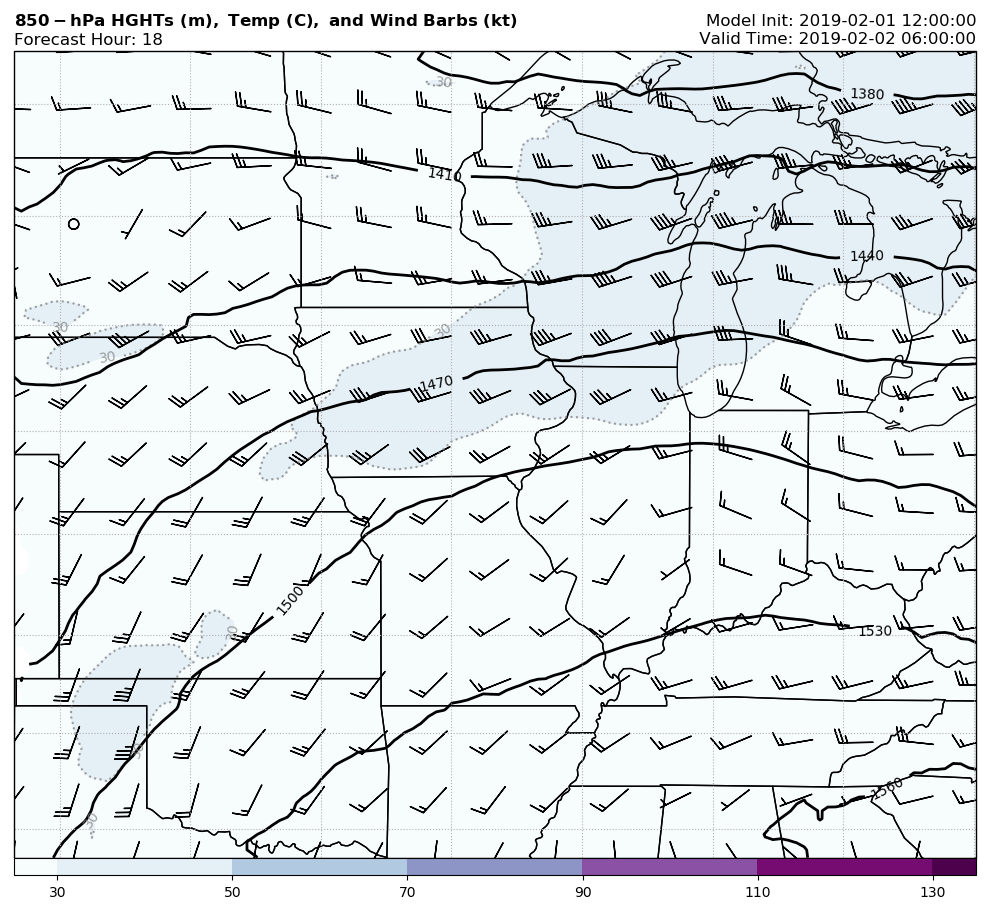 850-hPa HGHTs (m), Temp (C), and Wind Barbs (kt)
Model Init: 2019-02-01 12:00:00
Forecast Hour: 18
Valid Time: 2019-02-02 06:00:00
30
1380
1410
1440
30
30
30
1470
1500
30
1530
30
1560
30
30 50 70 90 110 130